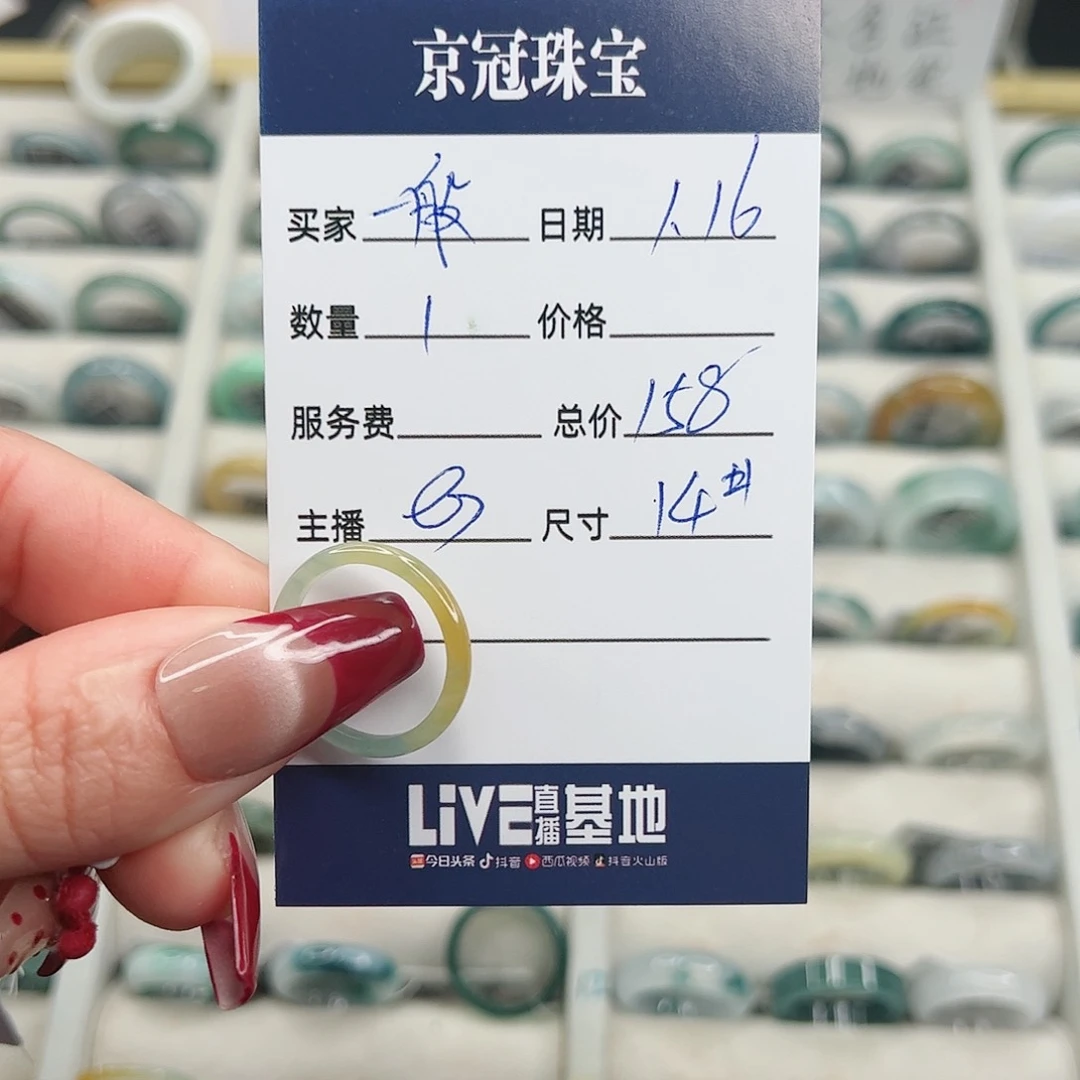 京冠珠宝
买家 一般 日期 1.16
数量 1 价格
服务费 总价 158
主播 尺寸 14#
LiVE直播基地
今日头条 抖音 西瓜视频 抖音火山版